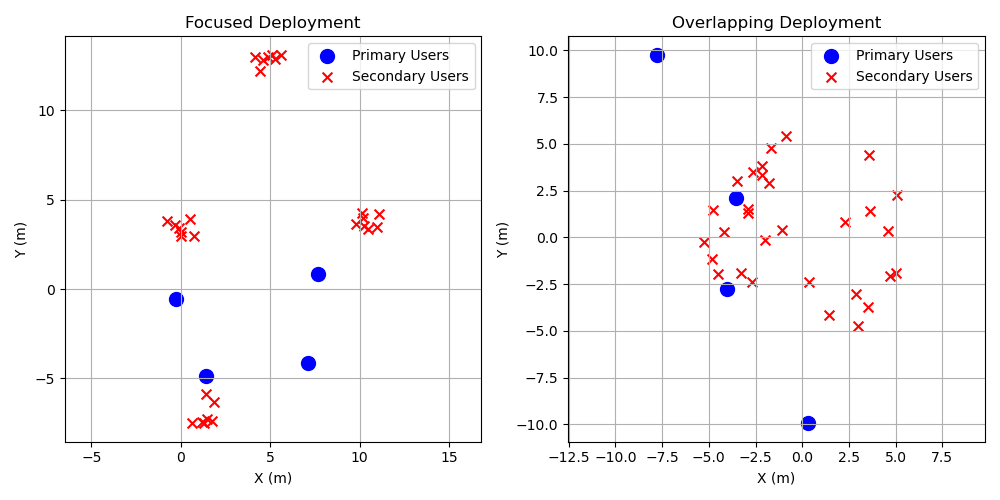 Focused Deployment
Primary Users
Secondary Users
Y (m)
10
5
0
−5
−5
0
5
10
15
X (m)
Overlapping Deployment
Primary Users
Secondary Users
Y (m)
10.0
7.5
5.0
2.5
0.0
−2.5
−5.0
−7.5
−10.0
−12.5
−10.0
−7.5
−5.0
−2.5
0.0
2.5
5.0
7.5
X (m)